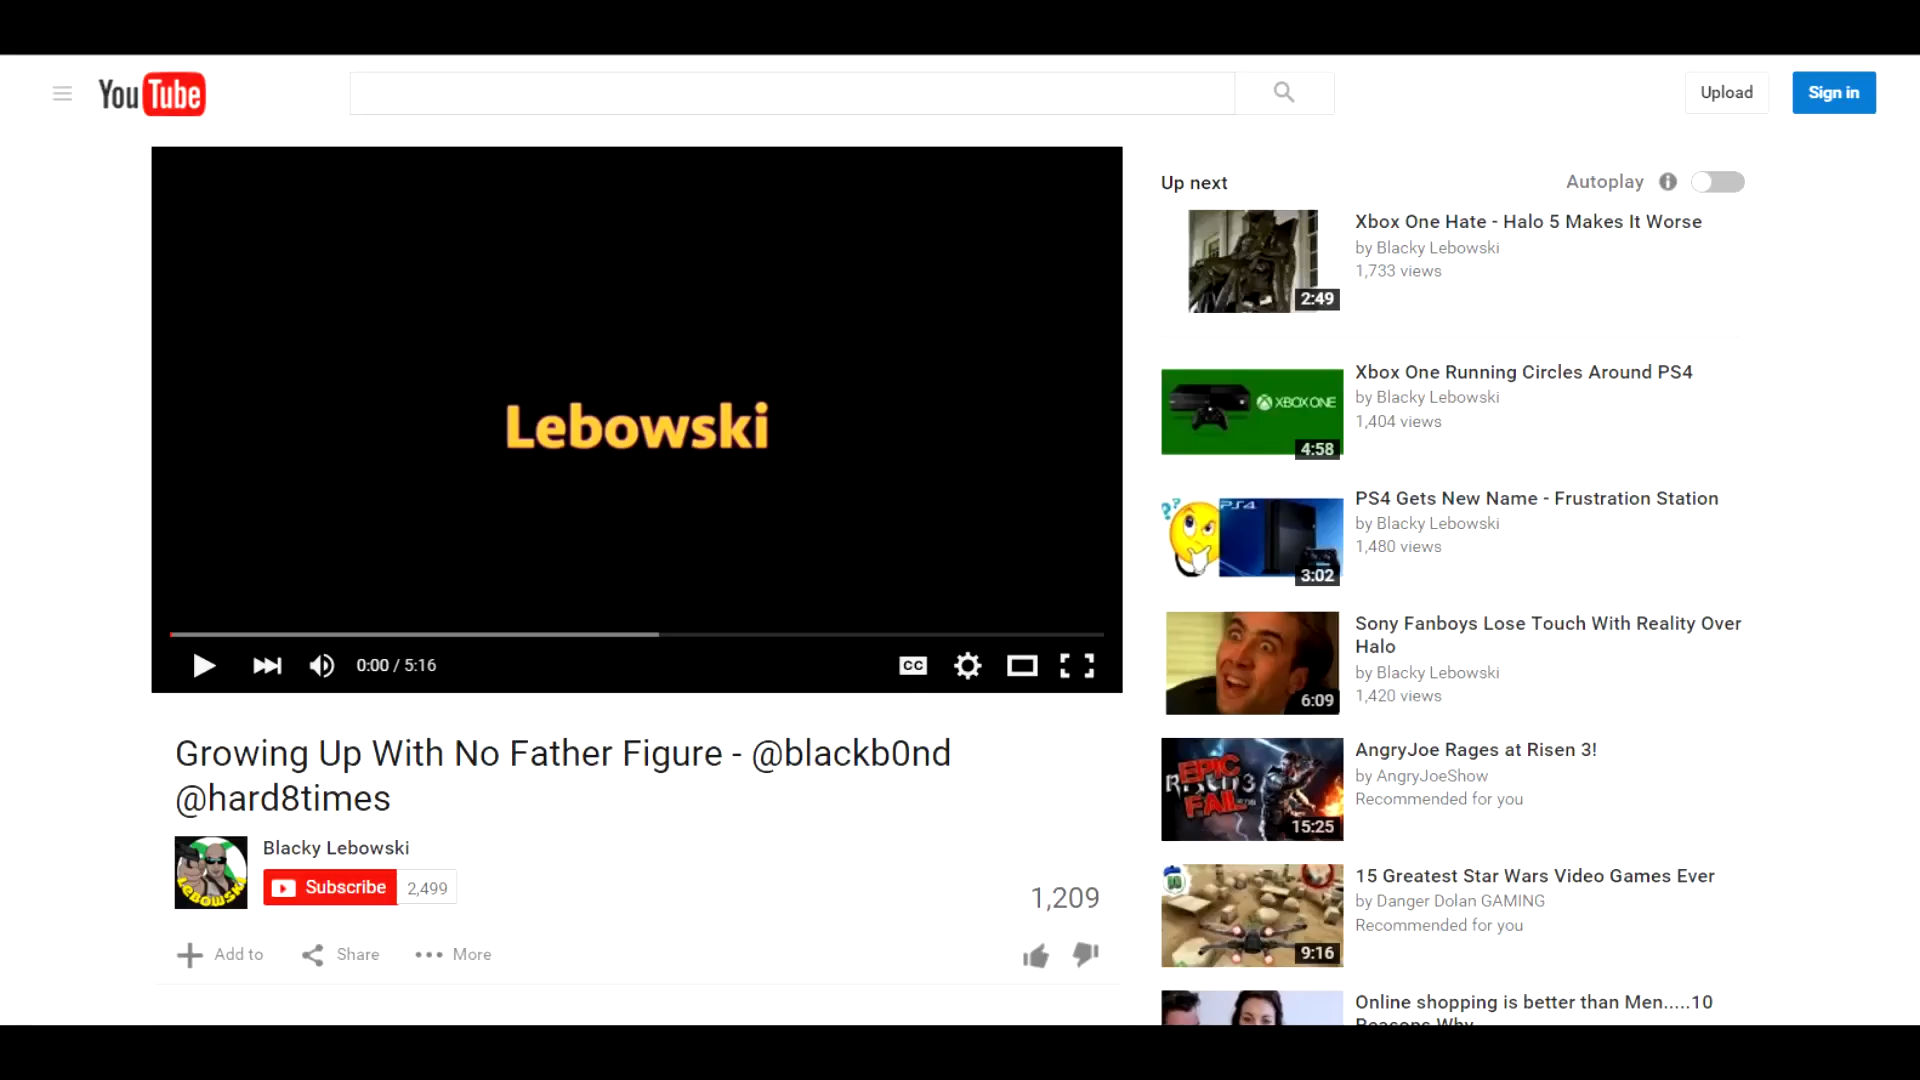 YouTube
Upload
Sign in
Lebowski
0:00 / 5:16
CC
Growing Up With No Father Figure - @blackb0nd
@hard8times
Blacky Lebowski
LEBOWSKI
Subscribe 2,499
1,209
Add to
Share
More
Up next
Autoplay
Xbox One Hate - Halo 5 Makes It Worse
by Blacky Lebowski
1,733 views
2:49
Xbox One Running Circles Around PS4
by Blacky Lebowski
1,404 views
XBOX ONE
4:58
PS4 Gets New Name - Frustration Station
by Blacky Lebowski
1,480 views
??
PS4
3:02
Sony Fanboys Lose Touch With Reality Over
Halo
by Blacky Lebowski
1,420 views
6:09
AngryJoe Rages at Risen 3!
by AngryJoeShow
Recommended for you
EPIC
FAIL
15:25
15 Greatest Star Wars Video Games Ever
by Danger Dolan GAMING
Recommended for you
9:16
Online shopping is better than Men.....10
Reasons Why